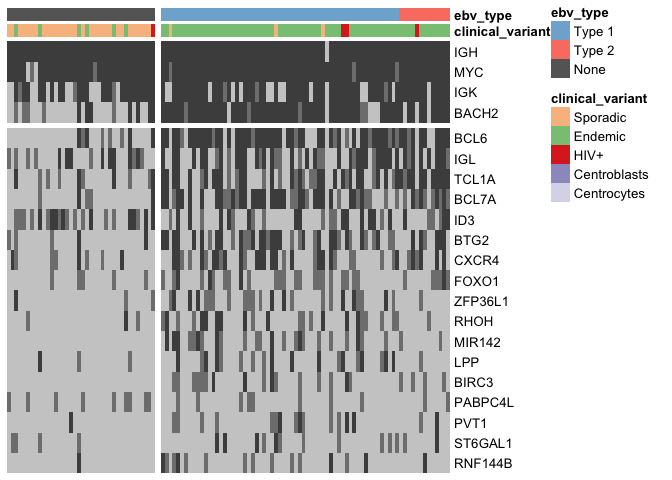 ebv_type
clinical_variant
IGH
MYC
IGK
BACH2
BCL6
IGL
TCL1A
BCL7A
ID3
BTG2
CXCR4
FOXO1
ZFP36L1
RHOH
MIR142
LPP
BIRC3
PABPC4L
PVT1
ST6GAL1
RNF144B
ebv_type
Type 1
Type 2
None
clinical_variant
Sporadic
Endemic
HIV+
Centroblasts
Centrocytes